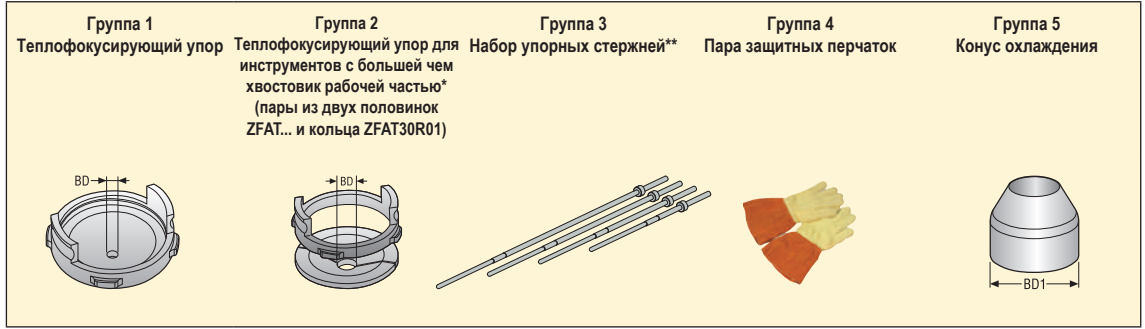 Группа 1
Теплофокусирующий упор
Группа 2
Теплофокусирующий упор для
инструментов с большей чем
хвостовик рабочей частью*
(пары из двух половинок
ZFAT... и кольца ZFAT30R01)
Группа 3
Набор упорных стержней**
Группа 4
Пара защитных перчаток
Группа 5
Конус охлаждения
BD
BD
BD1